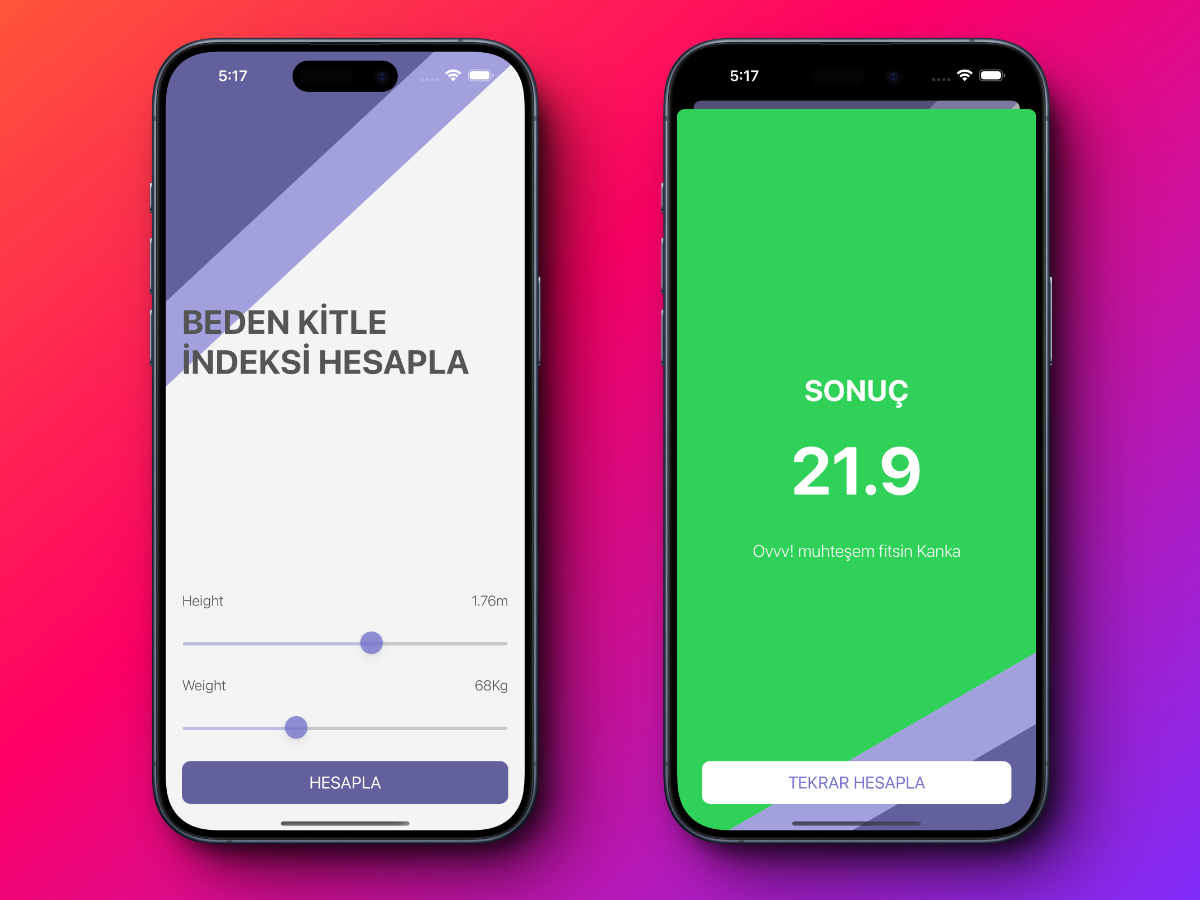 5:17
BEDEN KİTLE
İNDEKSİ HESAPLA
Height 1.76m
Weight 68Kg
HESAPLA
5:17
SONUÇ
21.9
Ovvv! muhteşem fitsin Kanka
TEKRAR HESAPLA